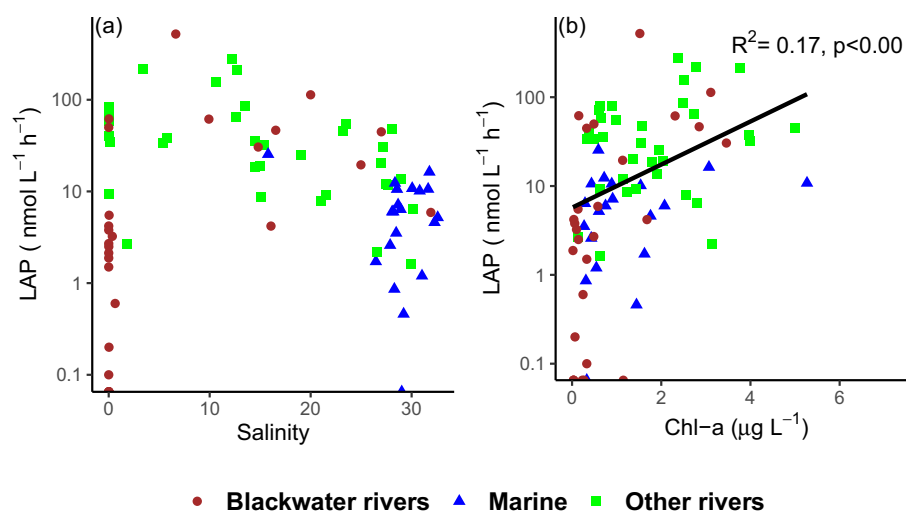 (a)
(b)
R²= 0.17, p<0.00
LAP ( nmol L⁻¹ h⁻¹)
100
10
1
0.1
0
10
20
30
Salinity
LAP ( nmol L⁻¹ h⁻¹)
100
10
1
0.1
0
2
4
6
Chl−a (μg L⁻¹)
Blackwater rivers Marine Other rivers